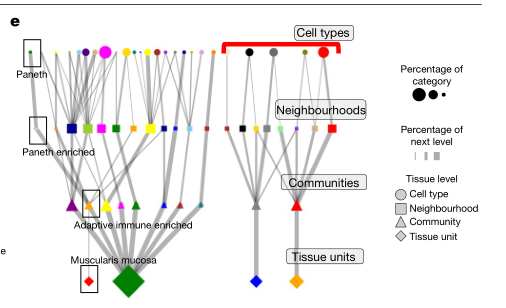 e
Cell types
Paneth
Percentage of
category
Neighbourhoods
Percentage of
next level
Paneth enriched
Tissue level
Communities
Cell type
Neighbourhood
Community
Tissue unit
Adaptive immune enriched
e
Muscularis mucosa
Tissue units